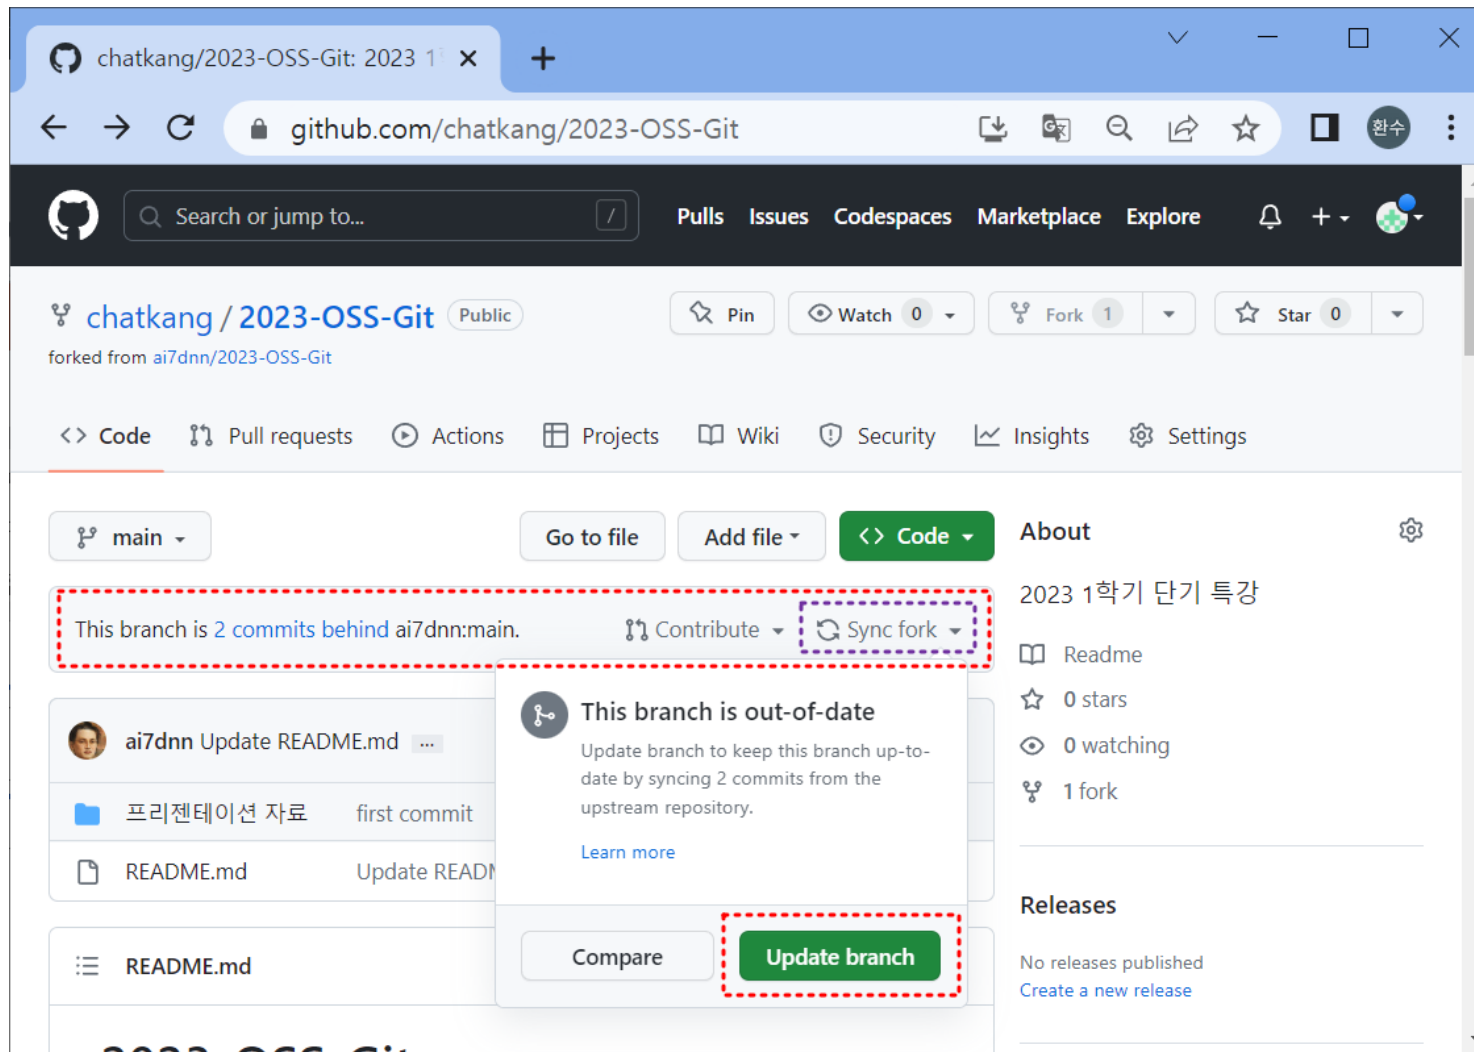 chatkang/2023-OSS-Git: 2023 1
github.com/chatkang/2023-OSS-Git
환수
Search or jump to...
/
Pulls Issues Codespaces Marketplace Explore
chatkang / 2023-OSS-Git Public
Pin Watch 0 Fork 1 Star 0
forked from ai7dnn/2023-OSS-Git
Code Pull requests Actions Projects Wiki Security Insights Settings
main Go to file Add file Code
This branch is 2 commits behind ai7dnn:main. Contribute Sync fork
This branch is out-of-date
Update branch to keep this branch up-to-
date by syncing 2 commits from the
upstream repository.
Learn more
Compare Update branch
ai7dnn Update README.md ...
프리젠테이션 자료 first commit
README.md Update READ
README.md
2023-OSS-Git
About
2023 1학기 단기 특강
Readme
0 stars
0 watching
1 fork
Releases
No releases published
Create a new release